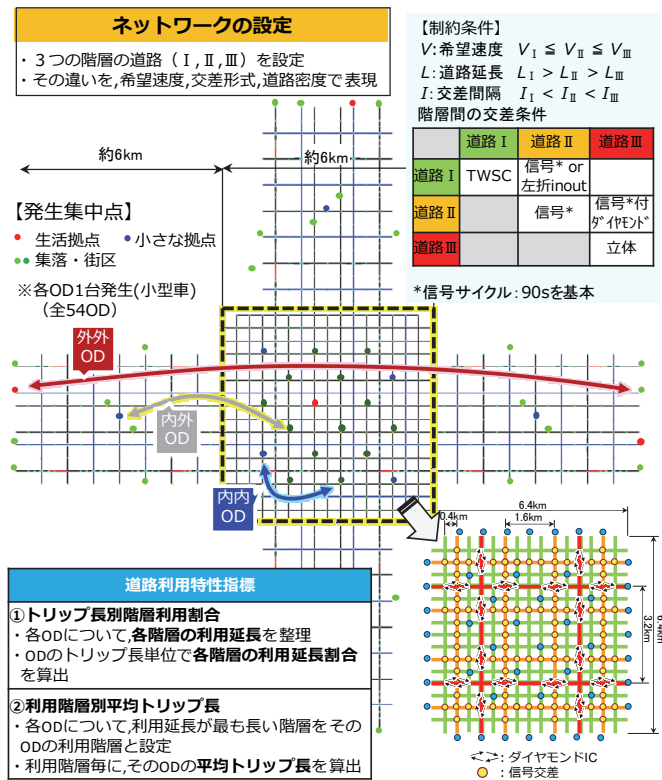 ネットワークの設定
・３つの階層の道路（Ⅰ,Ⅱ,Ⅲ）を設定
・その違いを,希望速度,交差形式,道路密度で表現
【制約条件】
V:希望速度 VⅠ ≦ VⅡ ≦ VⅢ
L:道路延長 LⅠ > LⅡ > LⅢ
I:交差間隔 IⅠ < IⅡ < IⅢ
階層間の交差条件
道路Ⅰ 道路Ⅱ 道路Ⅲ
道路Ⅰ TWSC 信号* or 左折inout
道路Ⅱ 信号* 信号*付ダイヤモンド
道路Ⅲ 立体
*信号サイクル:90sを基本
約6km 約6km
【発生集中点】
生活拠点 小さな拠点
集落・街区
※各OD1台発生(小型車)
（全54OD）
外外
OD
内外
OD
内内
OD
6.4km
0.4km 1.6km
3.2km
6.4km
道路利用特性指標
①トリップ長別階層利用割合
・各ODについて,各階層の利用延長を整理
・ODのトリップ長単位で各階層の利用延長割合
を算出
②利用階層別平均トリップ長
・各ODについて,利用延長が最も長い階層をその
ODの利用階層と設定
・利用階層毎に,そのODの平均トリップ長を算出
:ダイヤモンドIC
:信号交差